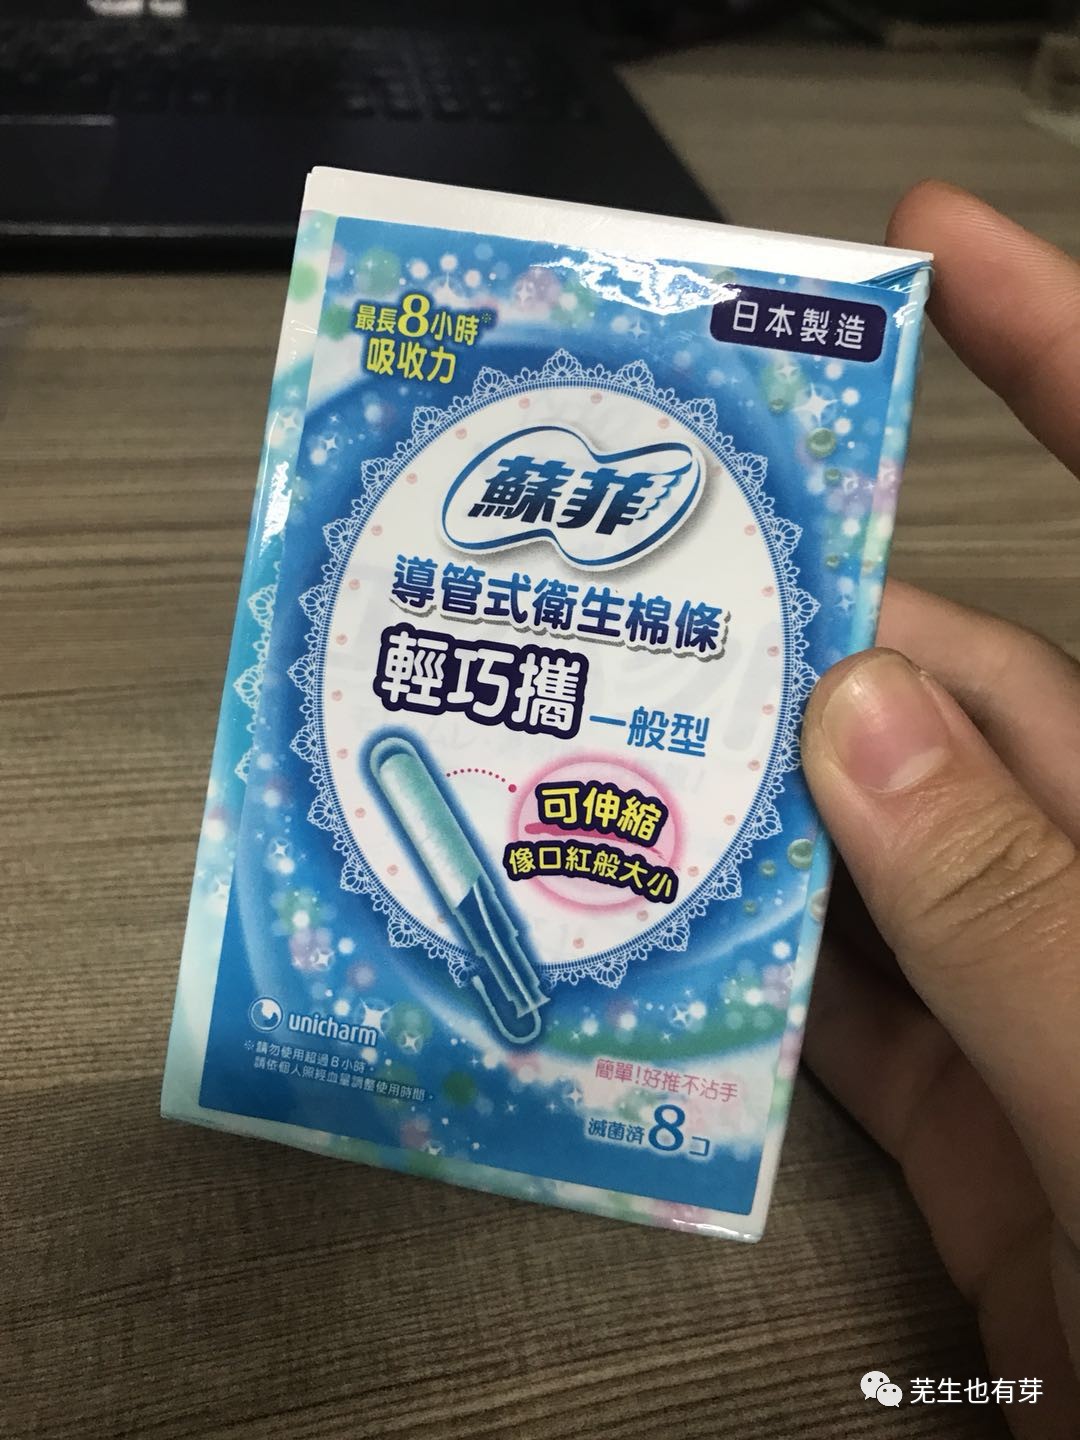 日本製造
最長8小時※
吸收力
蘇菲
導管式衛生棉條
輕巧攜 一般型
可伸縮
像口紅般大小
unicharm
※請勿使用超過8小時,
請依個人照經血量調整使用時間。
簡單!好推不沾手
滅菌済8コ
芜生也有芽